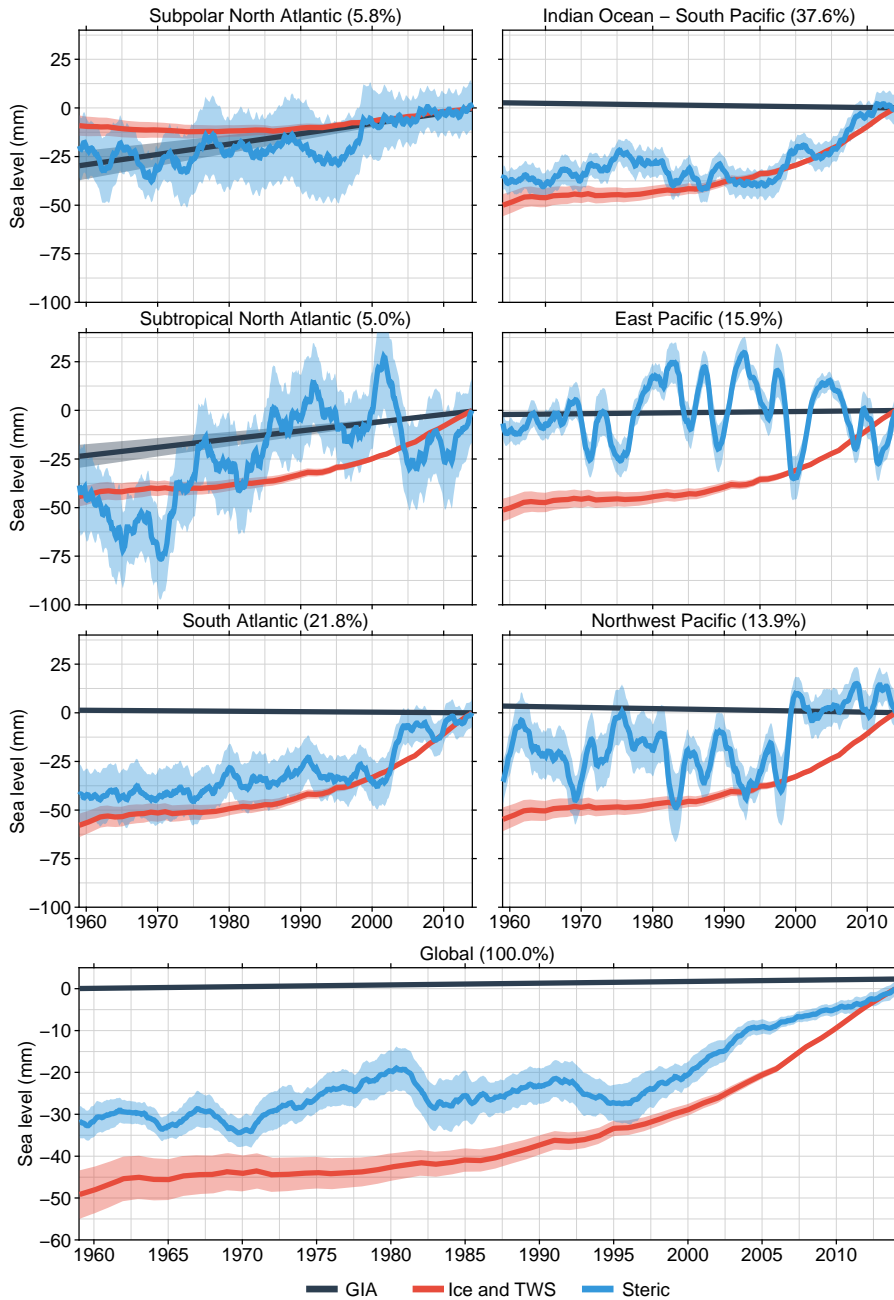 Subpolar North Atlantic (5.8%)
Indian Ocean – South Pacific (37.6%)
Sea level (mm)
0
−25
−50
−75
−100
Subtropical North Atlantic (5.0%)
East Pacific (15.9%)
Sea level (mm)
25
0
−25
−50
−75
−100
South Atlantic (21.8%)
Northwest Pacific (13.9%)
Sea level (mm)
25
0
−25
−50
−75
−100
1960 1970 1980 1990 2000 2010
1960 1970 1980 1990 2000 2010
Global (100.0%)
Sea level (mm)
0
−10
−20
−30
−40
−50
−60
1960 1965 1970 1975 1980 1985 1990 1995 2000 2005 2010
GIA Ice and TWS Steric